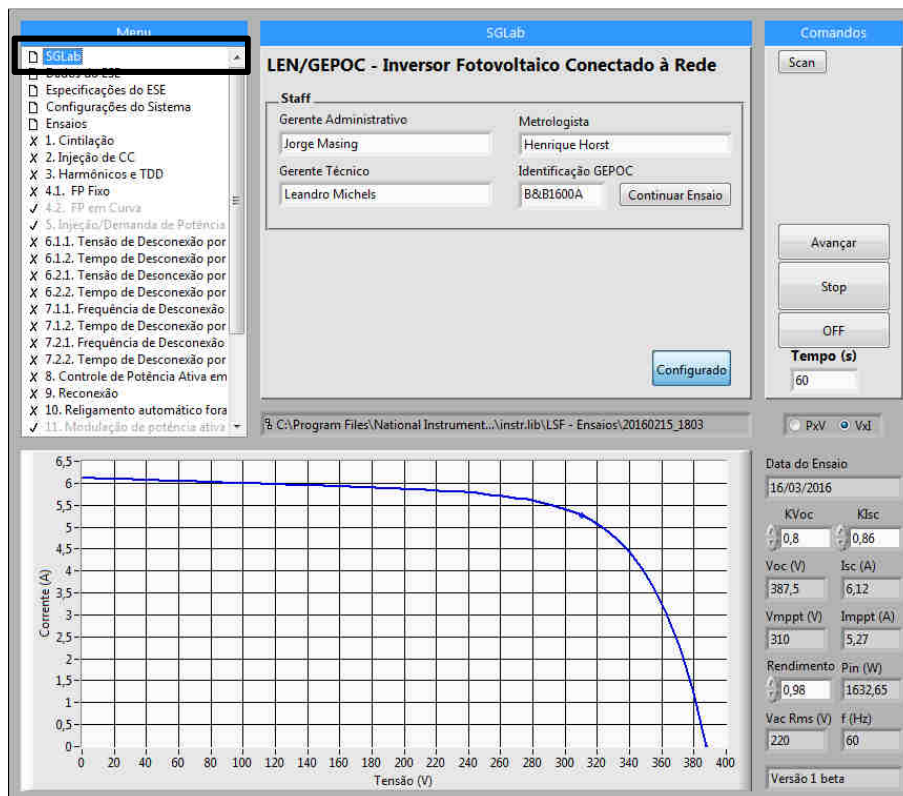 Menu
SGLab
Dados do ESE
Especificações do ESE
Configurações do Sistema
Ensaios
X 1. Cintilação
X 2. Injeção de CC
X 3. Harmônicos e TDD
X 4.1. FP Fixo
✓ 4.2. FP em Curva
✓ 5. Injeção/Demanda de Potência
X 6.1.1. Tensão de Desconexão por
X 6.1.2. Tempo de Desconexão por
X 6.2.1. Tensão de Desoncexão por
X 6.2.2. Tempo de Desconexão por
X 7.1.1. Frequência de Desconexão
X 7.1.2. Tempo de Desconexão por
X 7.2.1. Frequência de Desconexão
X 7.2.2. Tempo de Desconexão por
X 8. Controle de Potência Ativa em
X 9. Reconexão
X 10. Religamento automático fora
✓ 11. Modulação de potência ativa
SGLab
LEN/GEPOC - Inversor Fotovoltaico Conectado à Rede
Staff
Gerente Administrativo
Jorge Masing
Metrologista
Henrique Horst
Gerente Técnico
Leandro Michels
Identificação GEPOC
B&B1600A
Continuar Ensaio
Configurado
C:\Program Files\National Instrument...\instr.lib\LSF - Ensaios\20160215_1803
Comandos
Scan
Avançar
Stop
OFF
Tempo (s)
60
PxV VxI
6,5
6
5,5
5
4,5
4
3,5
3
2,5
2
1,5
1
0,5
0
Corrente (A)
0 20 40 60 80 100 120 140 160 180 200 220 240 260 280 300 320 340 360 380 400
Tensão (V)
Data do Ensaio
16/03/2016
KVoc KIsc
0,8 0,86
Voc (V) Isc (A)
387,5 6,12
Vmppt (V) Imppt (A)
310 5,27
Rendimento Pin (W)
0,98 1632,65
Vac Rms (V) f (Hz)
220 60
Versão 1 beta